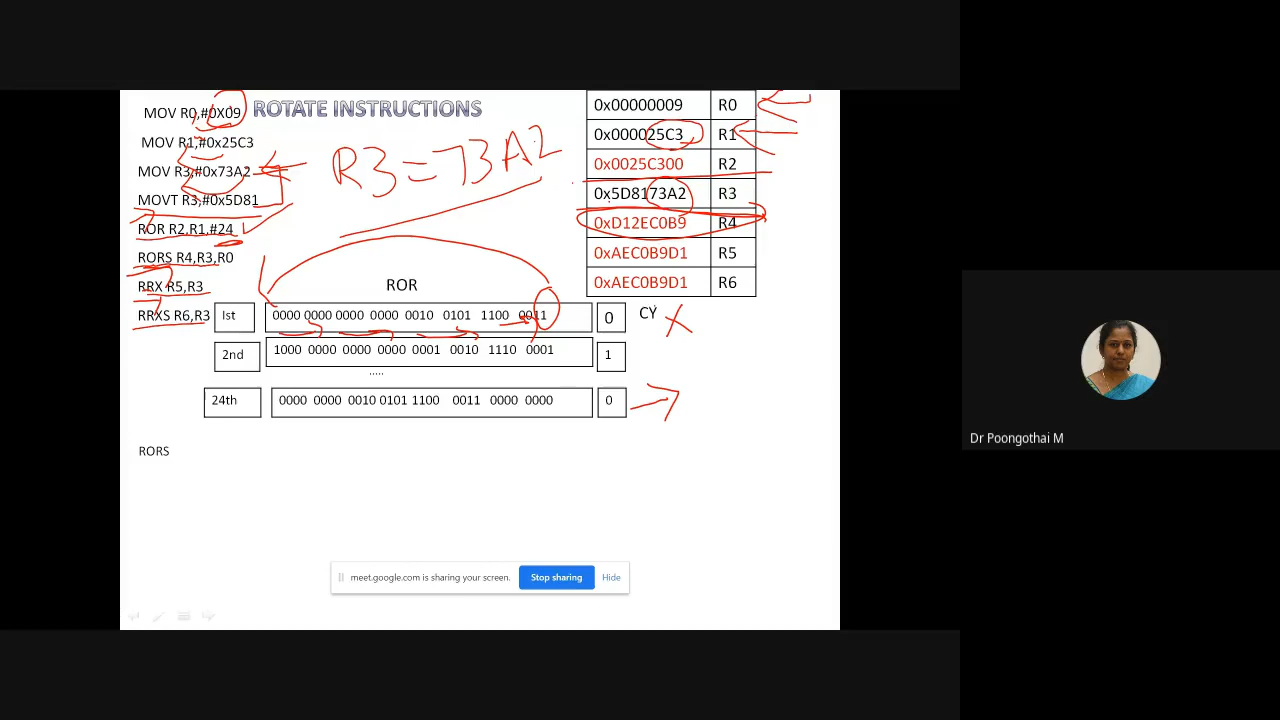 MOV R0,#0X09
ROTATE INSTRUCTIONS
MOV R1,#0x25C3
MOV R3,#0x73A2
MOVT R3,#0x5D81
ROR R2,R1,#24
RORS R4,R3,R0
RRX R5,R3
RRXS R6,R3
R3=73A2
0x00000009 R0
0x000025C3 R1
0x0025C300 R2
0x5D8173A2 R3
0xD12EC0B9 R4
0xAEC0B9D1 R5
0xAEC0B9D1 R6
ROR
Ist 0000 0000 0000 0000 0010 0101 1100 0011 0 CY X
2nd 1000 0000 0000 0000 0001 0010 1110 0001 1
.....
24th 0000 0000 0010 0101 1100 0011 0000 0000 0
RORS
meet.google.com is sharing your screen. Stop sharing Hide
Dr Poongothai M